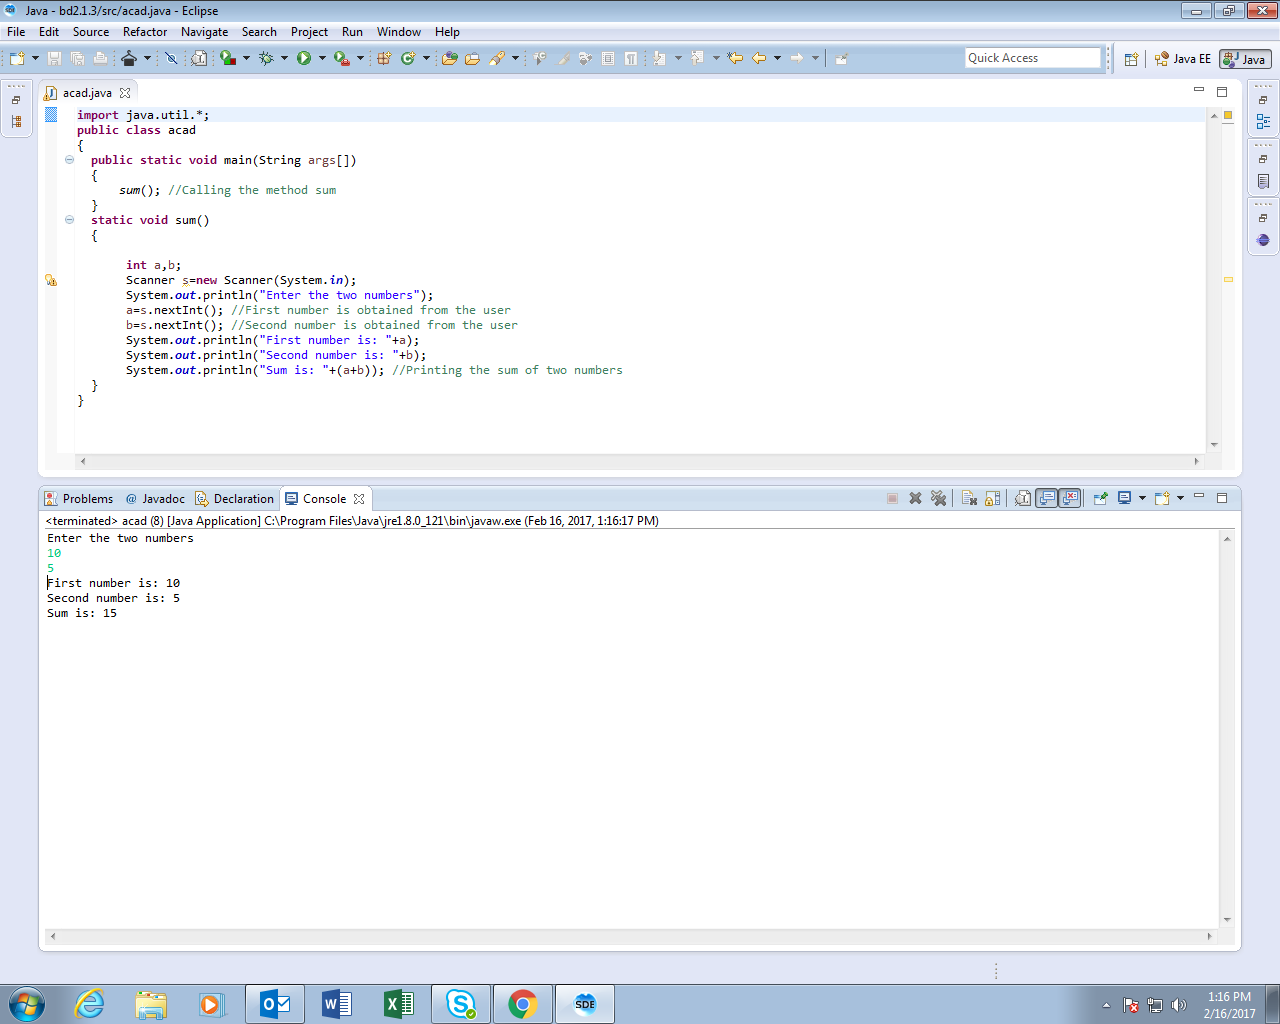 Java - bd2.1.3/src/acad.java - Eclipse
File Edit Source Refactor Navigate Search Project Run Window Help
Quick Access Java EE Java
acad.java
import java.util.*;
public class acad
{
public static void main(String args[])
{
sum(); //Calling the method sum
}
static void sum()
{
int a,b;
Scanner s=new Scanner(System.in);
System.out.println("Enter the two numbers");
a=s.nextInt(); //First number is obtained from the user
b=s.nextInt(); //Second number is obtained from the user
System.out.println("First number is: "+a);
System.out.println("Second number is: "+b);
System.out.println("Sum is: "+(a+b)); //Printing the sum of two numbers
}
}
Problems @ Javadoc Declaration Console
<terminated> acad (8) [Java Application] C:\Program Files\Java\jre1.8.0_121\bin\javaw.exe (Feb 16, 2017, 1:16:17 PM)
Enter the two numbers
10
5
First number is: 10
Second number is: 5
Sum is: 15
SDE
1:16 PM
2/16/2017